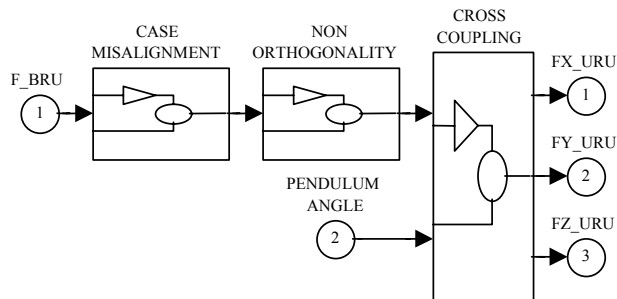 CASE
MISALIGNMENT
NON
ORTHOGONALITY
CROSS
COUPLING
F_BRU
1
PENDULUM
ANGLE
2
FX_URU
1
FY_URU
2
FZ_URU
3